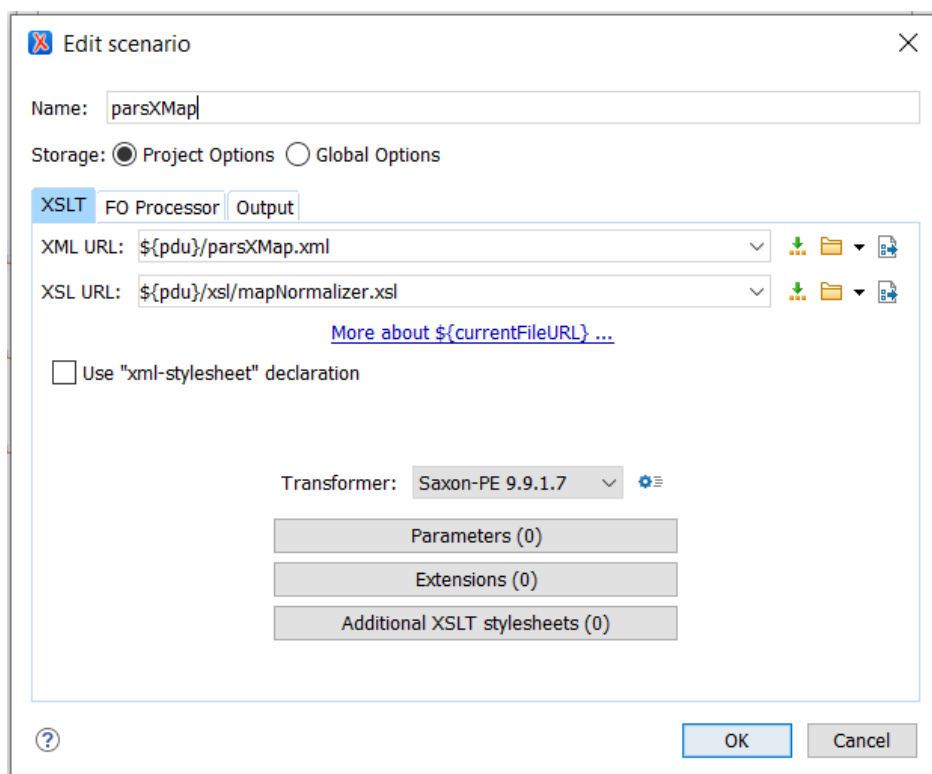 Edit scenario
Name: parsXMap
Storage: Project Options Global Options
XSLT FO Processor Output
XML URL: ${pdu}/parsXMap.xml
XSL URL: ${pdu}/xsl/mapNormalizer.xsl
More about ${currentFileURL} ...
Use "xml-stylesheet" declaration
Transformer: Saxon-PE 9.9.1.7
Parameters (0)
Extensions (0)
Additional XSLT stylesheets (0)
? OK Cancel